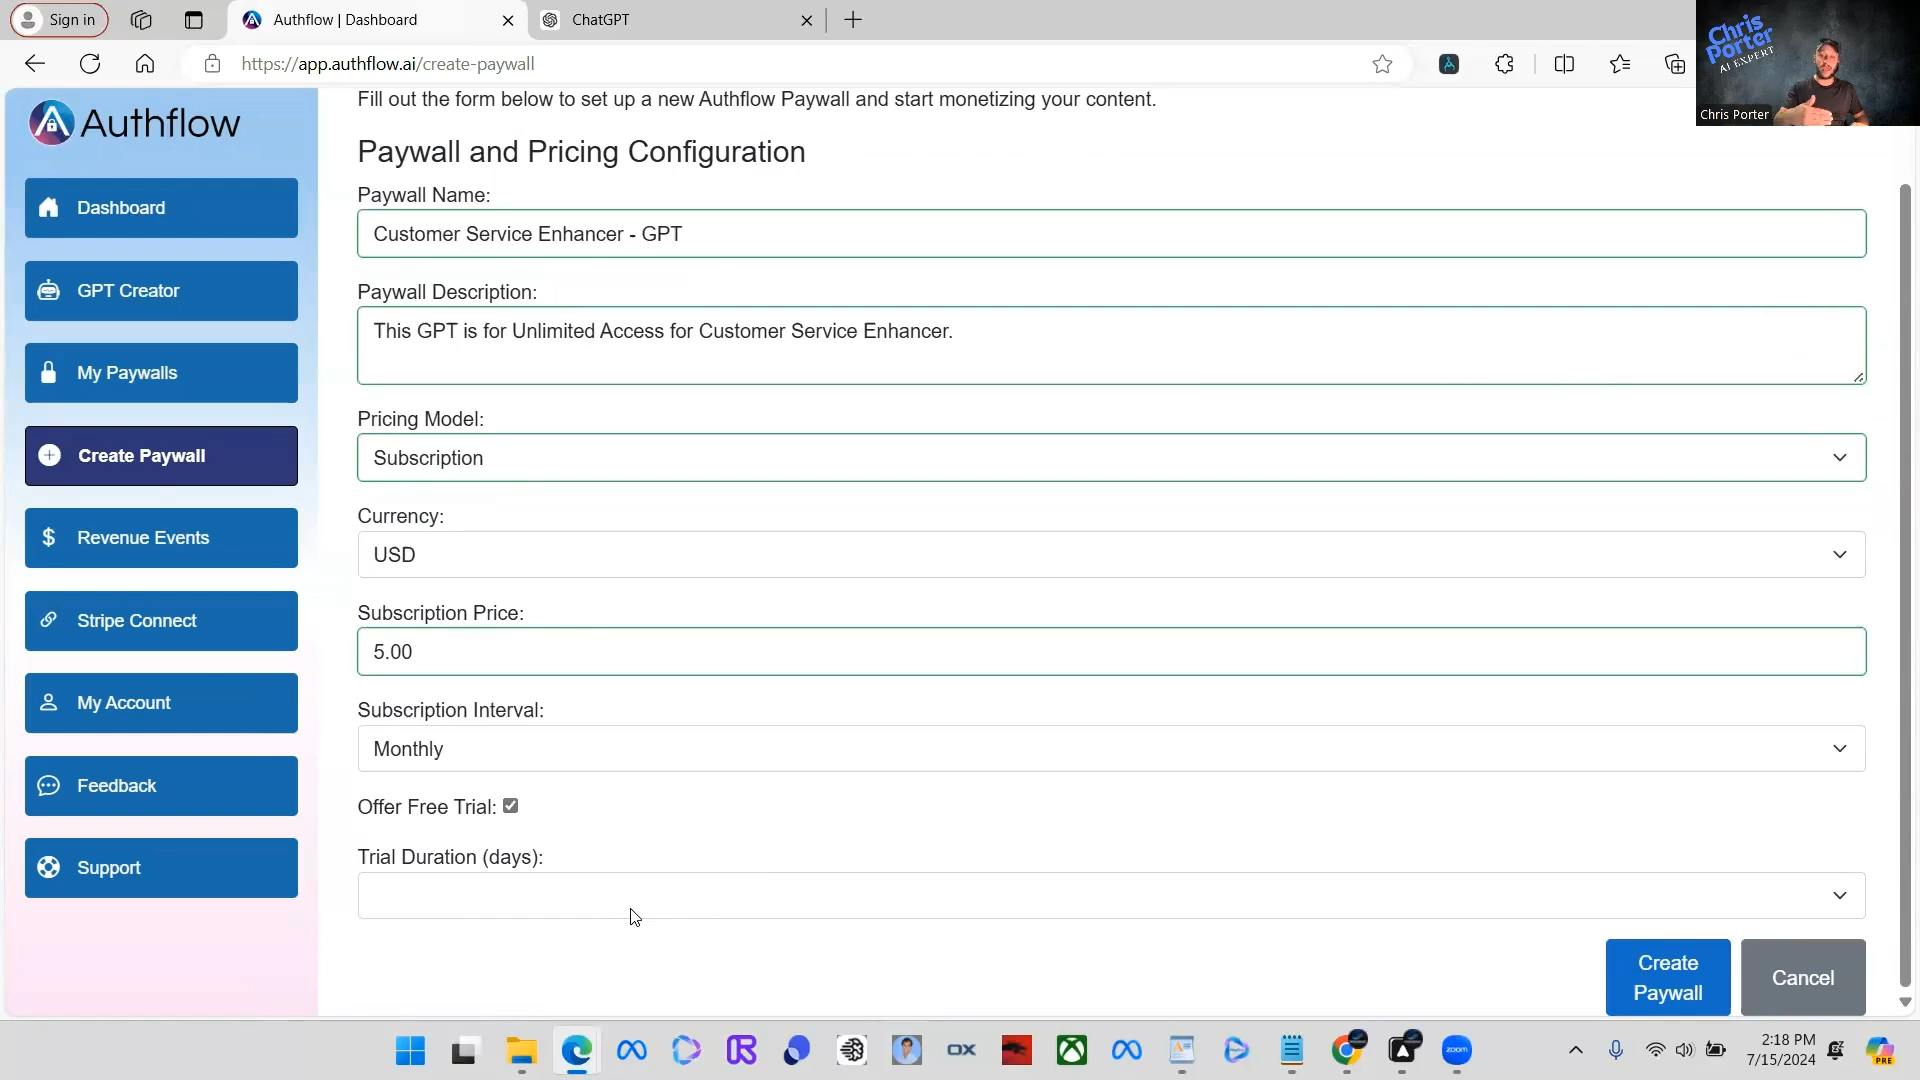 Sign in
Authflow | Dashboard
ChatGPT
https://app.authflow.ai/create-paywall
Chris
Porter
AI EXPERT
Chris Porter
Authflow
Dashboard
GPT Creator
My Paywalls
Create Paywall
Revenue Events
Stripe Connect
My Account
Feedback
Support
Fill out the form below to set up a new Authflow Paywall and start monetizing your content.
Paywall and Pricing Configuration
Paywall Name:
Customer Service Enhancer - GPT
Paywall Description:
This GPT is for Unlimited Access for Customer Service Enhancer.
Pricing Model:
Subscription
Currency:
USD
Subscription Price:
5.00
Subscription Interval:
Monthly
Offer Free Trial:
Trial Duration (days):
Create
Paywall
Cancel
OX
zoom
2:18 PM
7/15/2024
PRE